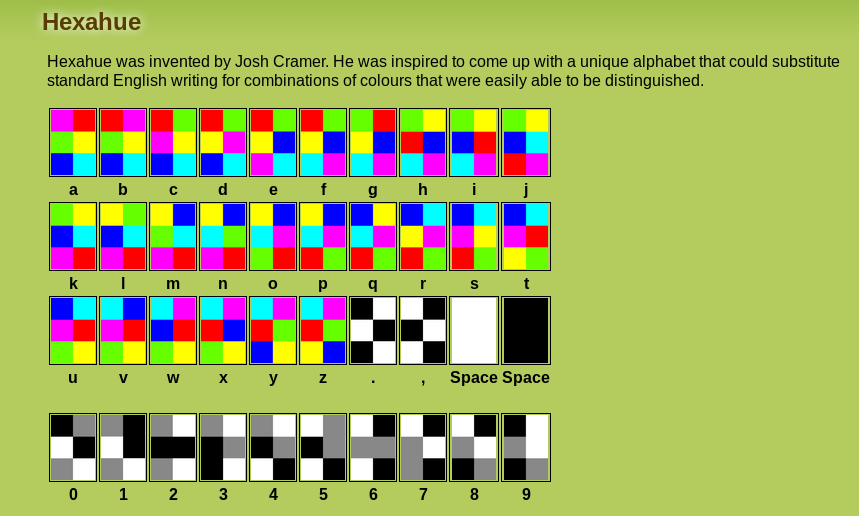 Hexahue
Hexahue was invented by Josh Cramer. He was inspired to come up with a unique alphabet that could substitute
standard English writing for combinations of colours that were easily able to be distinguished.
a b c d e f g h i j
k l m n o p q r s t
u v w x y z . , Space Space
0 1 2 3 4 5 6 7 8 9